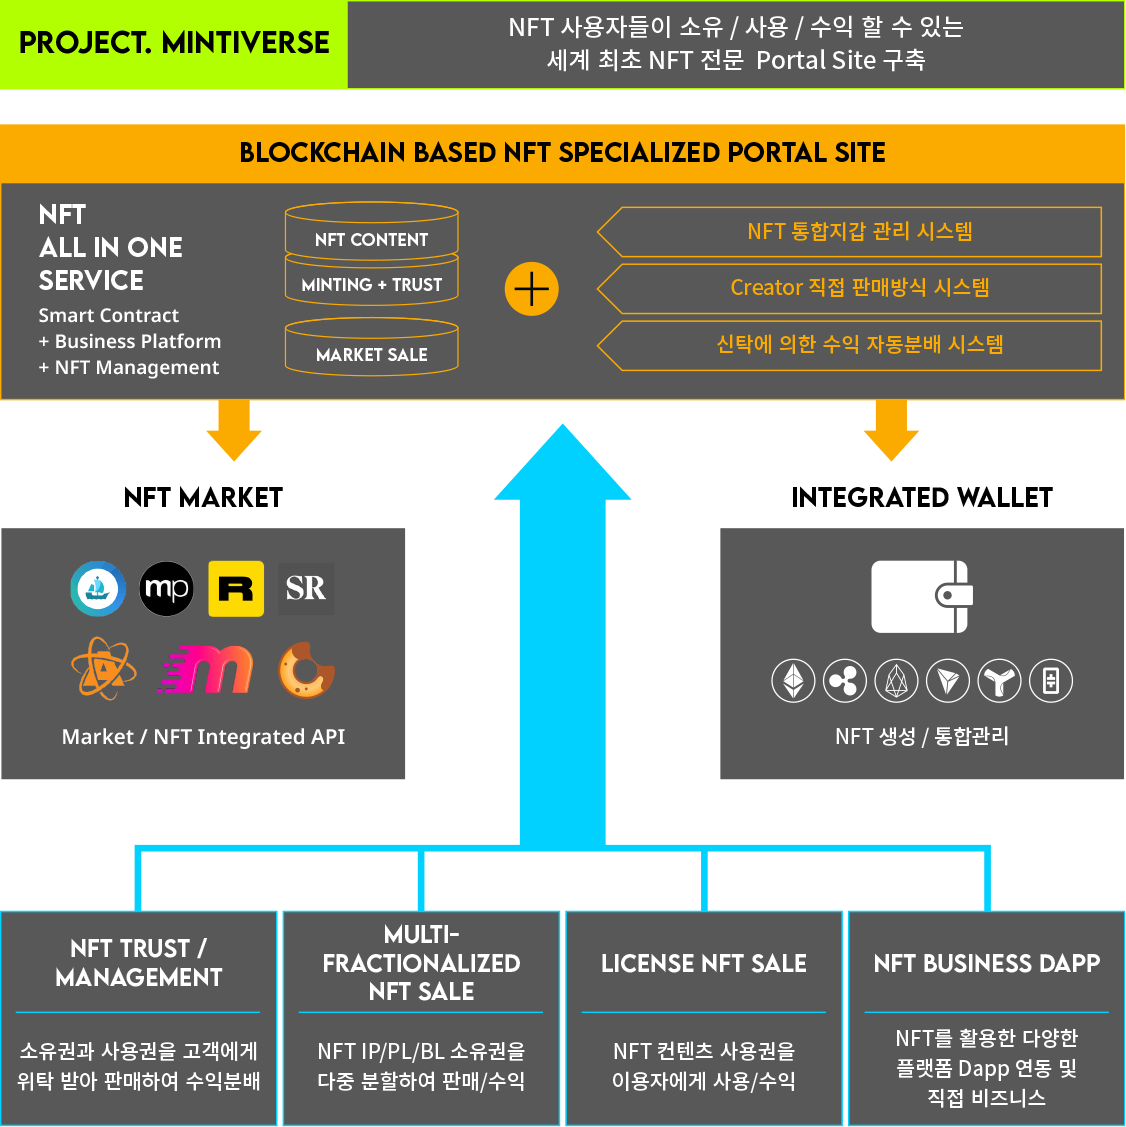 PROJECT. MINTIVERSE
NFT 사용자들이 소유 / 사용 / 수익 할 수 있는
세계 최초 NFT 전문 Portal Site 구축
BLOCKCHAIN BASED NFT SPECIALIZED PORTAL SITE
NFT
ALL IN ONE
SERVICE
Smart Contract
+ Business Platform
+ NFT Management
NFT CONTENT
MINTING + TRUST
MARKET SALE
NFT 통합지갑 관리 시스템
Creator 직접 판매방식 시스템
신탁에 의한 수익 자동분배 시스템
NFT MARKET
mp
R
SR
m
Market / NFT Integrated API
INTEGRATED WALLET
NFT 생성 / 통합관리
NFT TRUST /
MANAGEMENT
소유권과 사용권을 고객에게
위탁 받아 판매하여 수익분배
MULTI-
FRACTIONALIZED
NFT SALE
NFT IP/PL/BL 소유권을
다중 분할하여 판매/수익
LICENSE NFT SALE
NFT 컨텐츠 사용권을
이용자에게 사용/수익
NFT BUSINESS DAPP
NFT를 활용한 다양한
플랫폼 Dapp 연동 및
직접 비즈니스